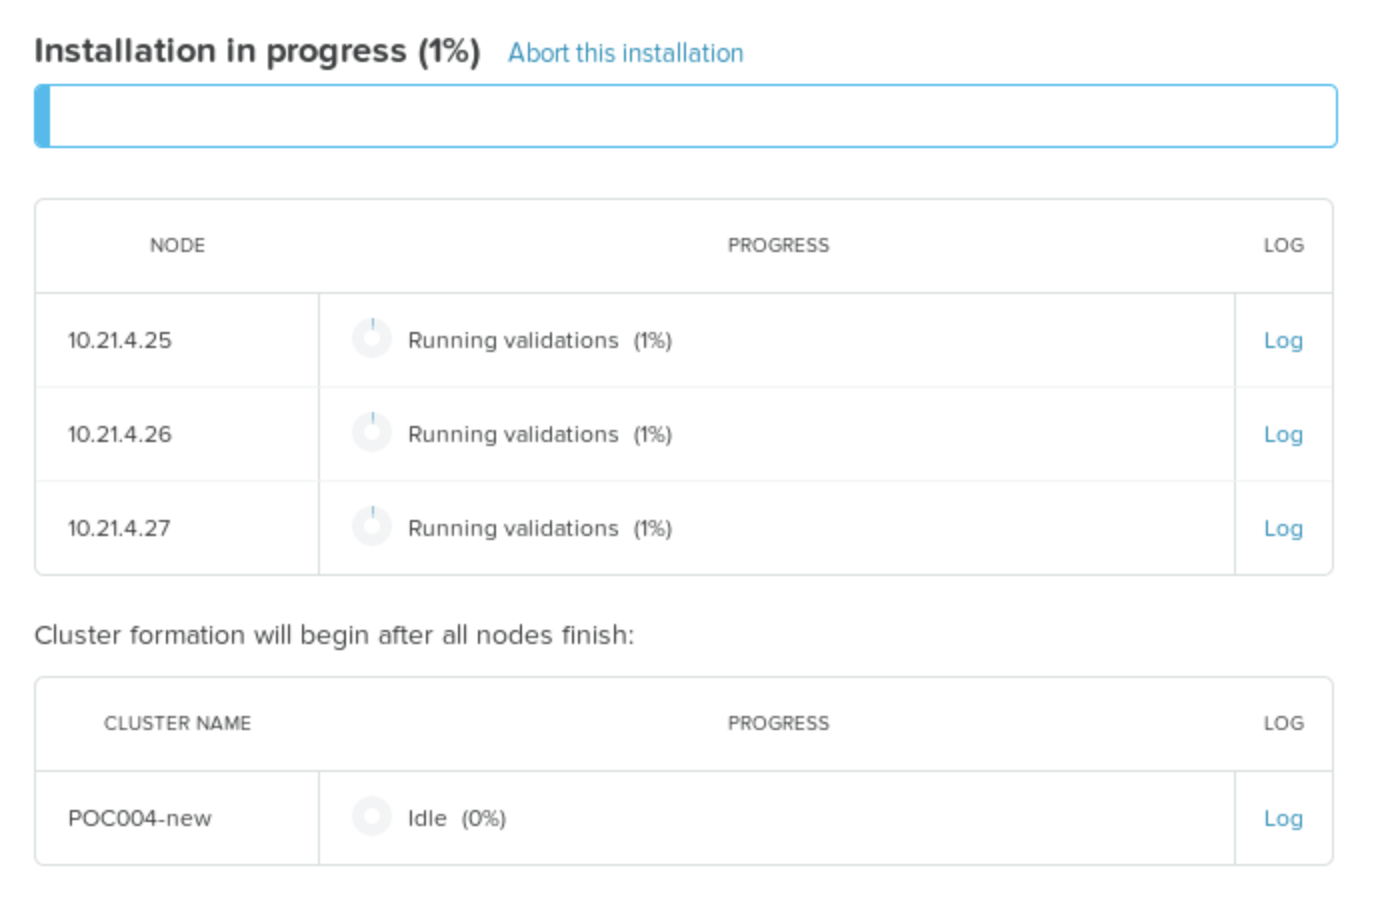 Installation in progress (1%) Abort this installation
NODE PROGRESS LOG
10.21.4.25 Running validations (1%) Log
10.21.4.26 Running validations (1%) Log
10.21.4.27 Running validations (1%) Log
Cluster formation will begin after all nodes finish:
CLUSTER NAME PROGRESS LOG
POC004-new Idle (0%) Log